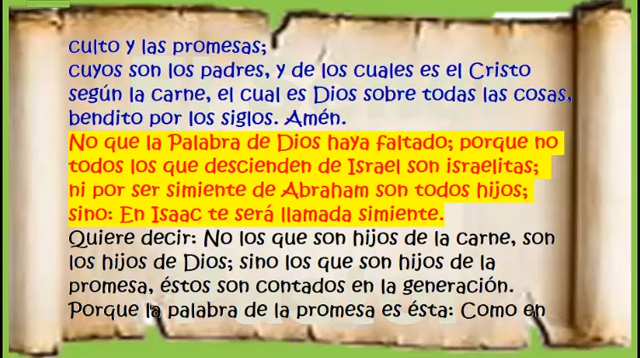 culto y las promesas;
cuyos son los padres, y de los cuales es el Cristo
según la carne, el cual es Dios sobre todas las cosas,
bendito por los siglos. Amén.
No que la Palabra de Dios haya faltado; porque no
todos los que descienden de Israel son israelitas;
ni por ser simiente de Abraham son todos hijos;
sino: En Isaac te será llamada simiente.
Quiere decir: No los que son hijos de la carne, son
los hijos de Dios; sino los que son hijos de la
promesa, éstos son contados en la generación.
Porque la palabra de la promesa es ésta: Como en